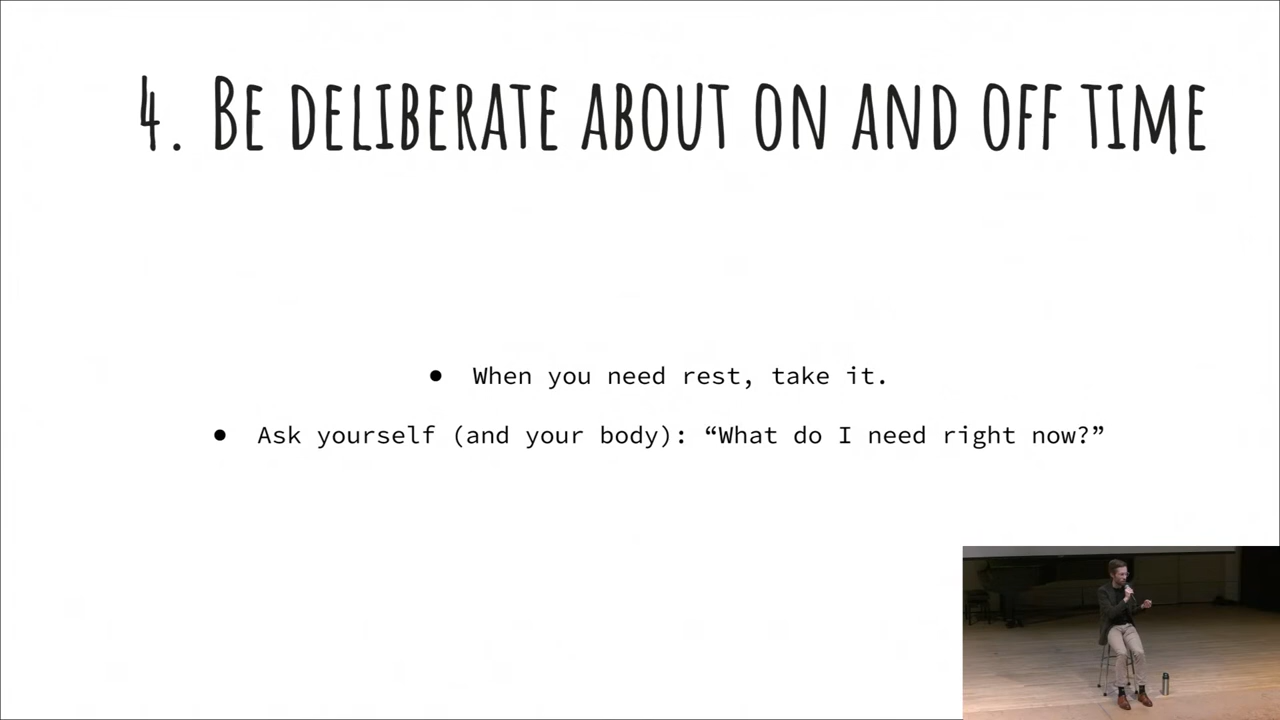 4. Be deliberate about on and off time
● When you need rest, take it.
● Ask yourself (and your body): “What do I need right now?”